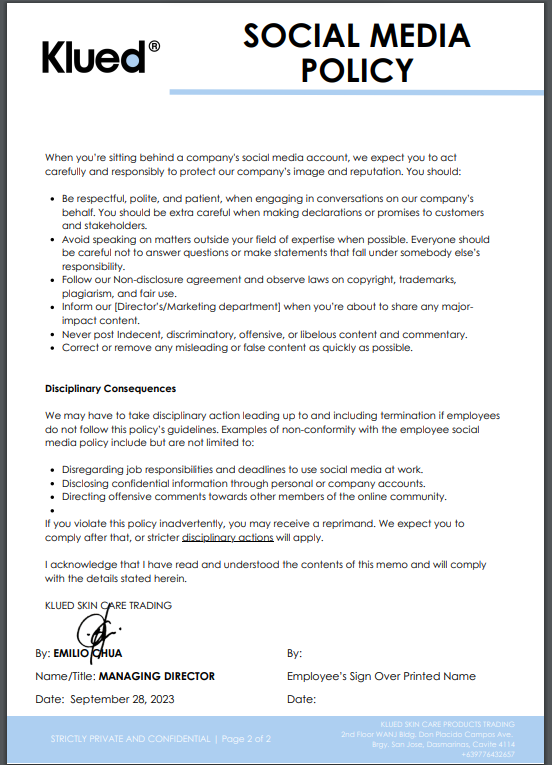 Klued®
SOCIAL MEDIA
POLICY
When you're sitting behind a company's social media account, we expect you to act
carefully and responsibly to protect our company's image and reputation. You should:
• Be respectful, polite, and patient, when engaging in conversations on our company's
behalf. You should be extra careful when making declarations or promises to customers
and stakeholders.
• Avoid speaking on matters outside your field of expertise when possible. Everyone should
be careful not to answer questions or make statements that fall under somebody else's
responsibility.
• Follow our Non-disclosure agreement and observe laws on copyright, trademarks,
plagiarism, and fair use.
• Inform our [Director's/Marketing department] when you're about to share any major-
impact content.
• Never post Indecent, discriminatory, offensive, or libelous content and commentary.
• Correct or remove any misleading or false content as quickly as possible.
Disciplinary Consequences
We may have to take disciplinary action leading up to and including termination if employees
do not follow this policy's guidelines. Examples of non-conformity with the employee social
media policy include but are not limited to:
• Disregarding job responsibilities and deadlines to use social media at work.
• Disclosing confidential information through personal or company accounts.
• Directing offensive comments towards other members of the online community.
•
If you violate this policy inadvertently, you may receive a reprimand. We expect you to
comply after that, or stricter disciplinary actions will apply.
I acknowledge that I have read and understood the contents of this memo and will comply
with the details stated herein.
KLUED SKIN CARE TRADING
By: EMILIO CHUA
By:
Name/Title: MANAGING DIRECTOR
Employee's Sign Over Printed Name
Date: September 28, 2023
Date:
STRICTLY PRIVATE AND CONFIDENTIAL | Page 2 of 2
KLUED SKIN CARE PRODUCTS TRADING
2nd Floor WANJ Bldg, Don Placido Campos Ave.
Brgy. San Jose, Dasmarinas, Cavite 4114
+639776432657